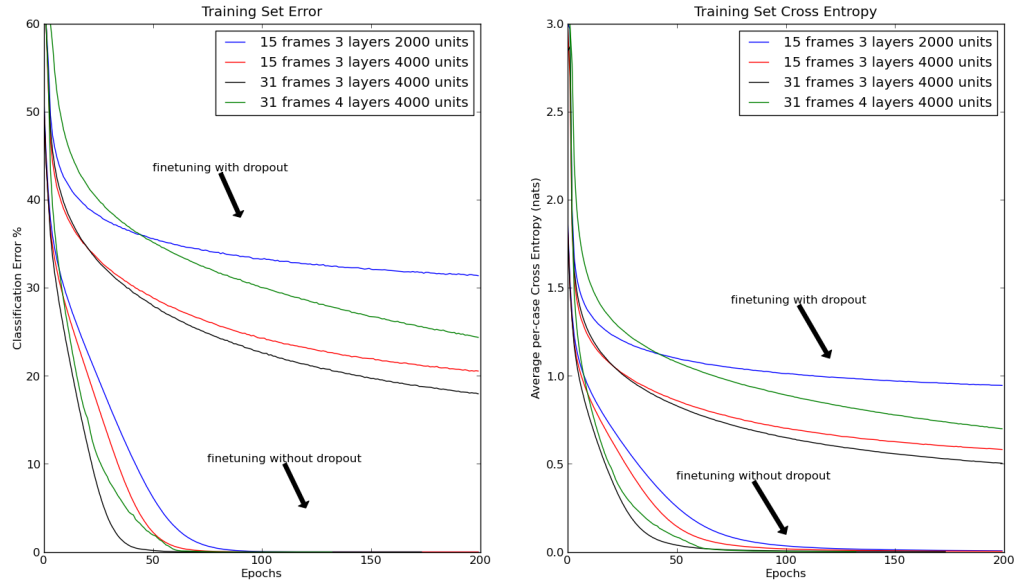 Training Set Error
60
50
40
30
20
10
0
Classification Error %
15 frames 3 layers 2000 units
15 frames 3 layers 4000 units
31 frames 3 layers 4000 units
31 frames 4 layers 4000 units
finetuning with dropout
finetuning without dropout
0 50 100 150 200
Epochs
Training Set Cross Entropy
3.0
2.5
2.0
1.5
1.0
0.5
0.0
Average per-case Cross Entropy (nats)
15 frames 3 layers 2000 units
15 frames 3 layers 4000 units
31 frames 3 layers 4000 units
31 frames 4 layers 4000 units
finetuning with dropout
finetuning without dropout
0 50 100 150 200
Epochs